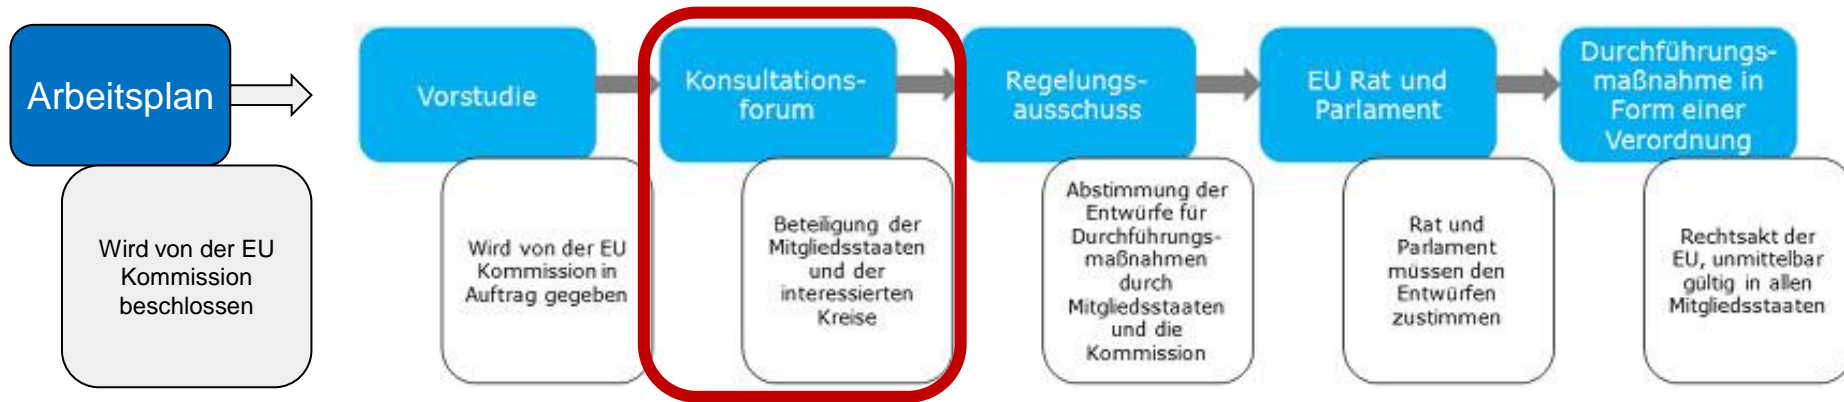 Arbeitsplan
Wird von der EU
Kommission
beschlossen
Vorstudie
Wird von der EU
Kommission in
Auftrag gegeben
Konsultations-
forum
Beteiligung der
Mitgliedsstaaten
und der
interessierten
Kreise
Regelungs-
ausschuss
Abstimmung der
Entwürfe für
Durchführungs-
maßnahmen
durch
Mitgliedsstaaten
und die
Kommission
EU Rat und
Parlament
Rat und
Parlament
müssen den
Entwürfen
zustimmen
Durchführungs-
maßnahme in
Form einer
Verordnung
Rechtsakt der
EU, unmittelbar
gültig in allen
Mitgliedsstaaten